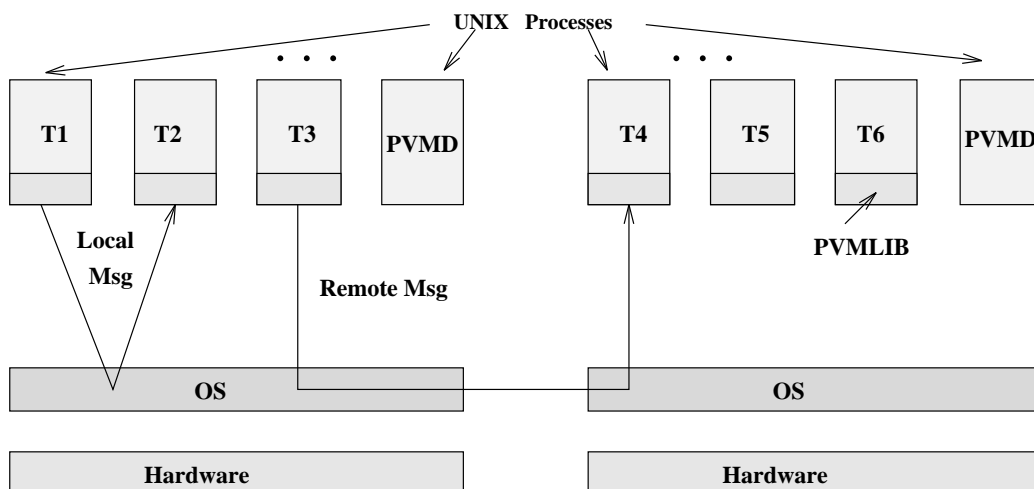 UNIX Processes
. . .
. . .
T1
T2
T3
PVMD
T4
T5
T6
PVMD
Local
Msg
Remote Msg
PVMLIB
OS
OS
Hardware
Hardware